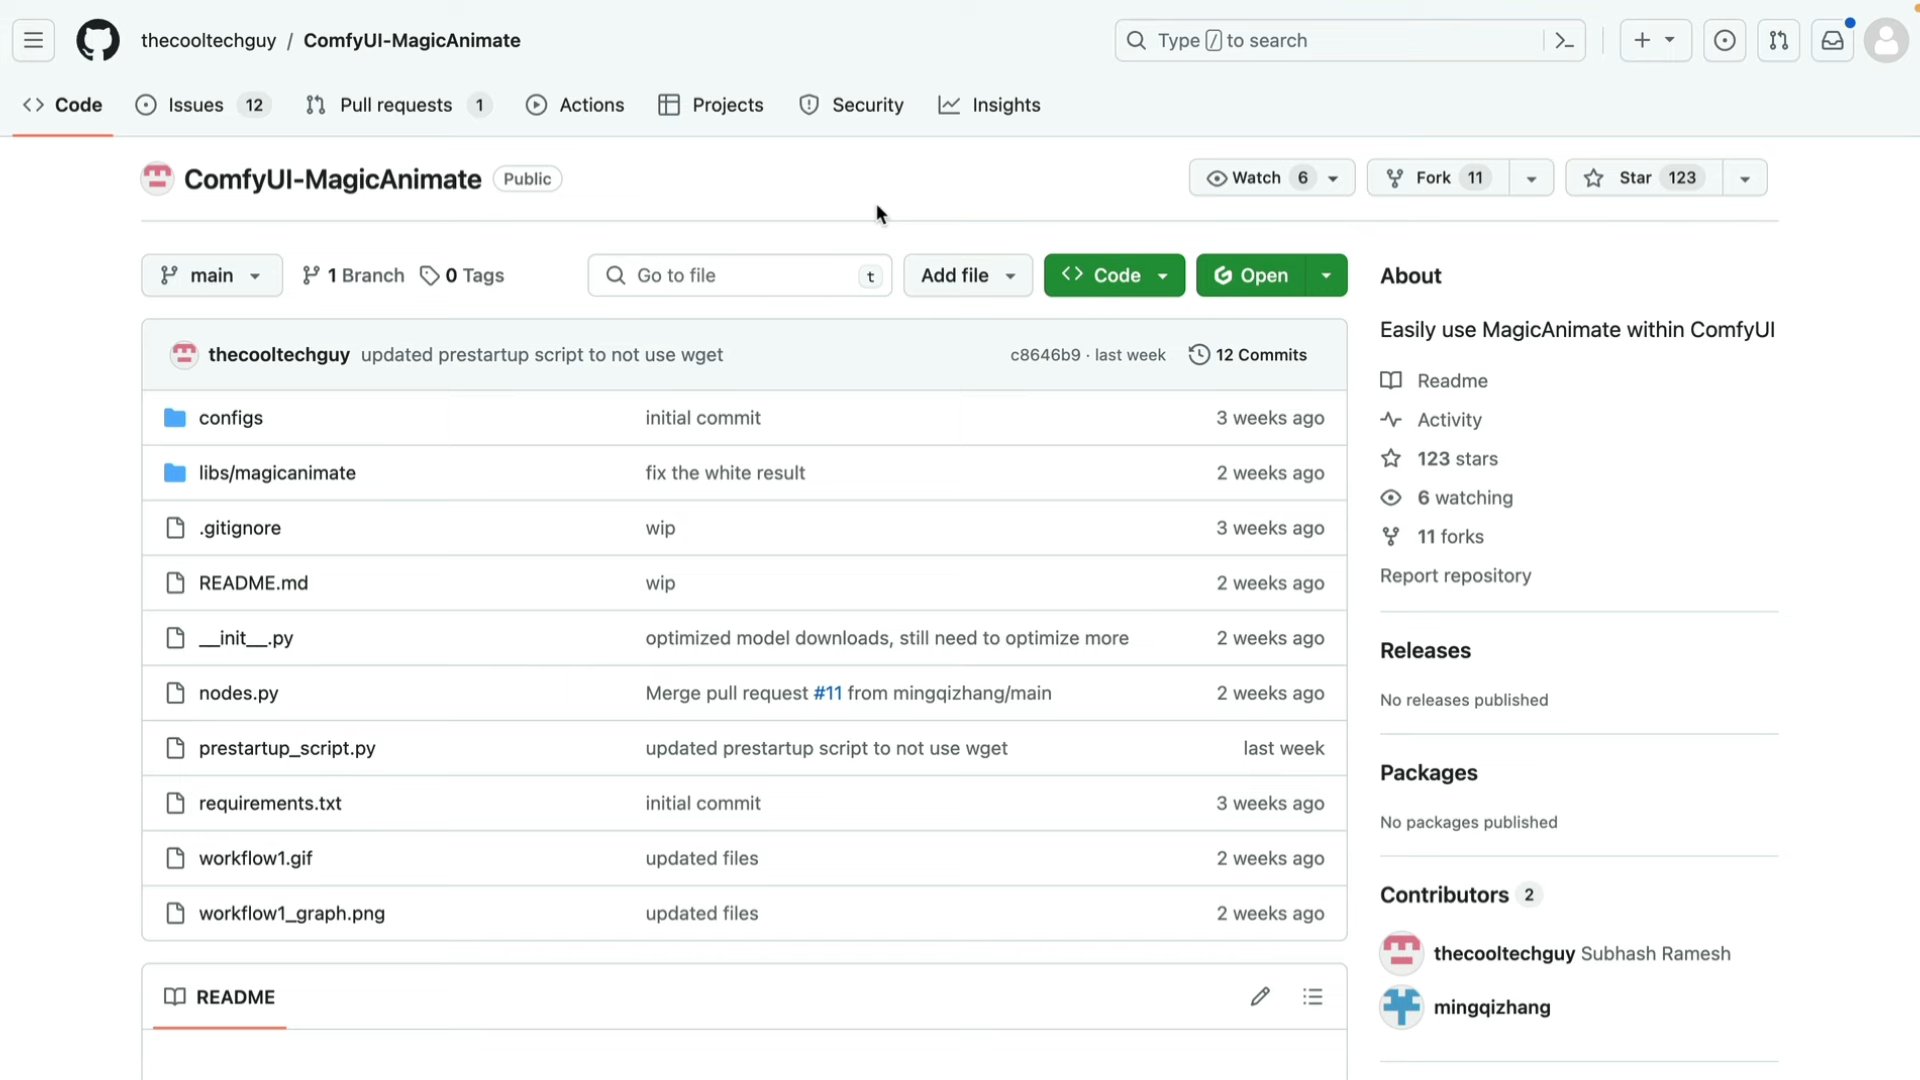 thecooltechguy / ComfyUI-MagicAnimate
Type / to search
Code
Issues 12
Pull requests 1
Actions
Projects
Security
Insights
ComfyUI-MagicAnimate Public
Watch 6
Fork 11
Star 123
main
1 Branch
0 Tags
Go to file t
Add file
Code
Open
thecooltechguy updated prestartup script to not use wget c8646b9 · last week 12 Commits
configs initial commit 3 weeks ago
libs/magicanimate fix the white result 2 weeks ago
.gitignore wip 3 weeks ago
README.md wip 2 weeks ago
__init__.py optimized model downloads, still need to optimize more 2 weeks ago
nodes.py Merge pull request #11 from mingqizhang/main 2 weeks ago
prestartup_script.py updated prestartup script to not use wget last week
requirements.txt initial commit 3 weeks ago
workflow1.gif updated files 2 weeks ago
workflow1_graph.png updated files 2 weeks ago
README
About
Easily use MagicAnimate within ComfyUI
Readme
Activity
123 stars
6 watching
11 forks
Report repository
Releases
No releases published
Packages
No packages published
Contributors 2
thecooltechguy Subhash Ramesh
mingqizhang